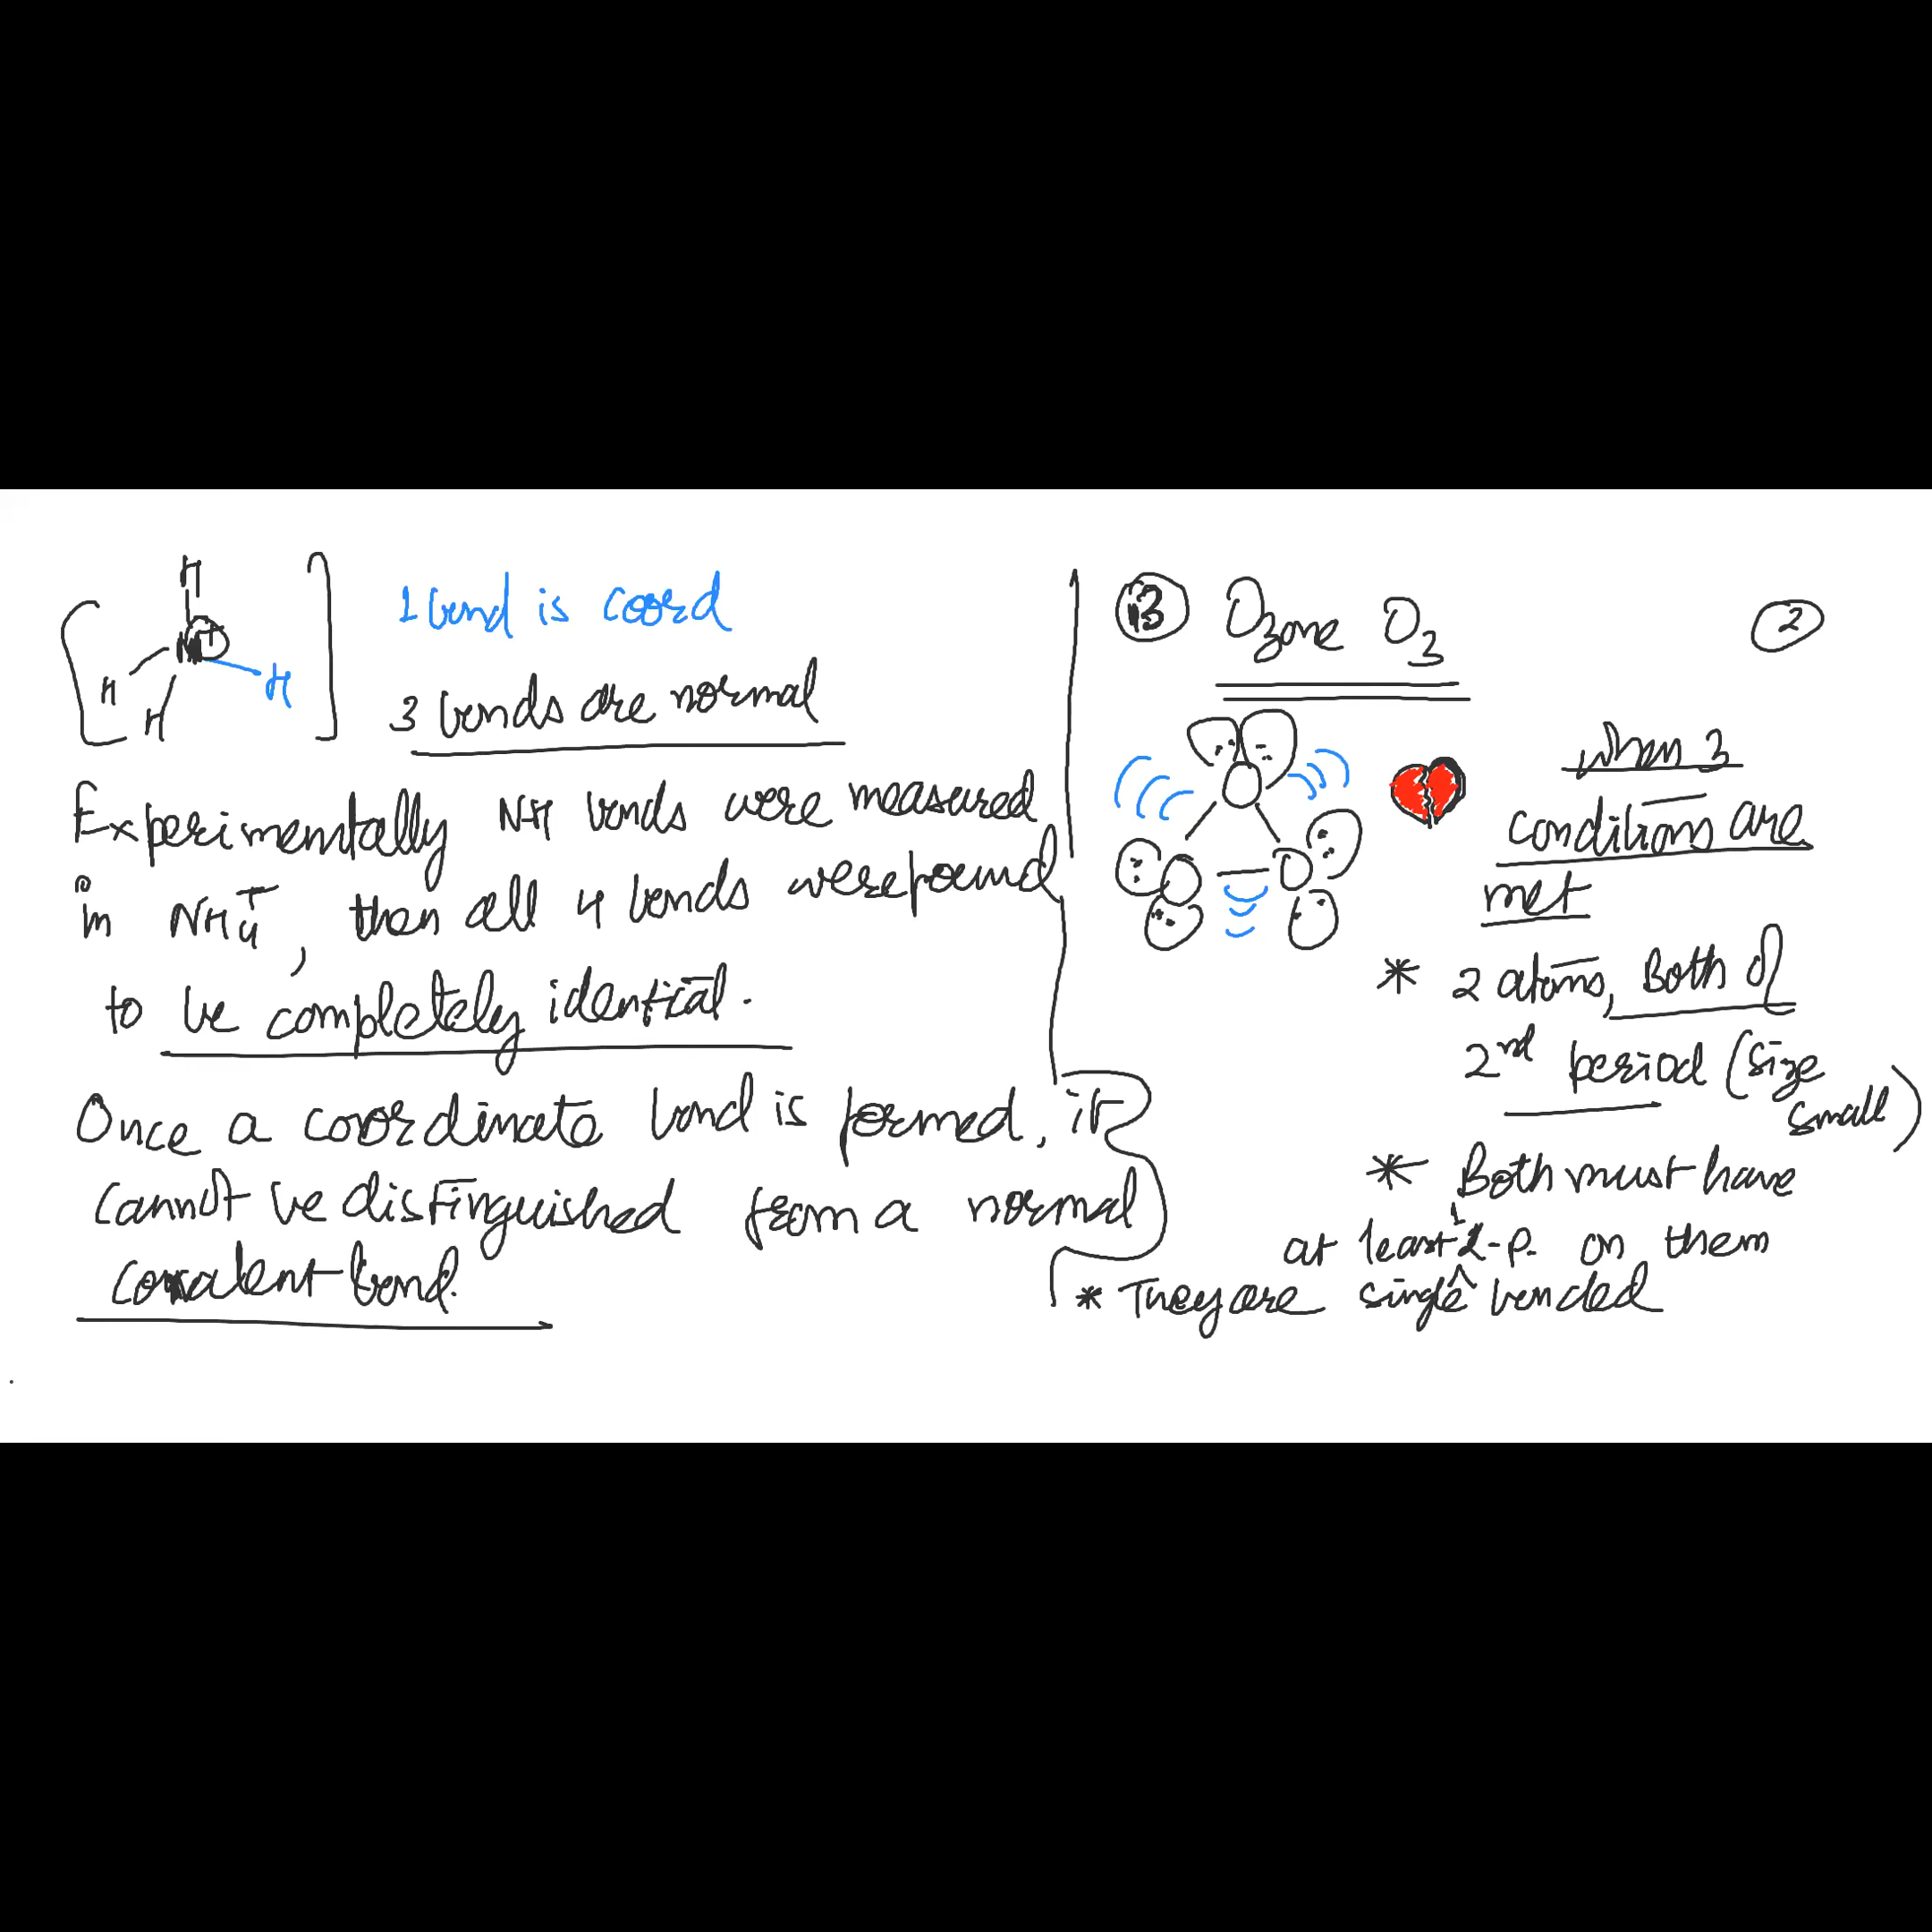 H
N +
H
H
H
1 bond is coord
3 bonds are normal
Experimentally NH bonds were measured
in NH4+, then all 4 bonds were found
to be completely identical.
Once a coordinate bond is formed, it
cannot be distinguished from a normal
covalent bond.
B Ozone O3
2
When 3
conditions are
met
* 2 atoms, Both of
2nd period (size
small)
* Both must have
at least 1 l-p. on them
* They are single bonded